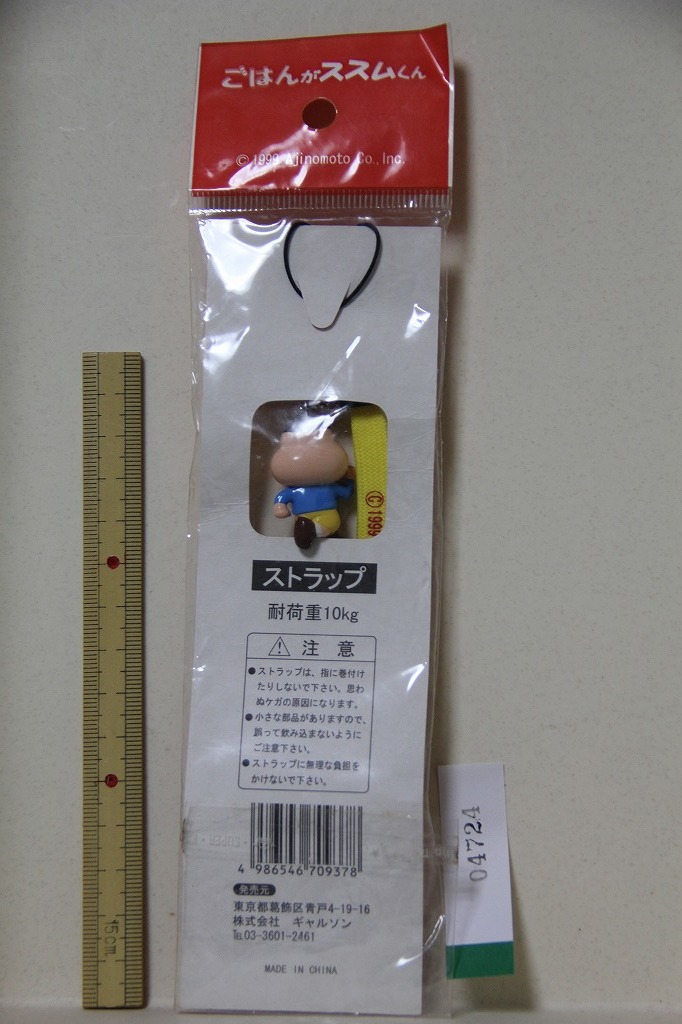 ごはんがススムくん
© 1999 Ajinomoto Co., Inc.
©1999
ストラップ
耐荷重10kg
⚠ 注 意
●ストラップは、指に巻付け
たりしないで下さい。思わ
ぬケガの原因になります。
●小さな部品がありますので、
誤って飲み込まないように
ご注意下さい。
●ストラップに無理な負担を
かけないで下さい。
4 986546 709378
発売元
東京都葛飾区青戸4-19-16
株式会社 ギャルソン
℡03-3601-2461
MADE IN CHINA
04724
15cm